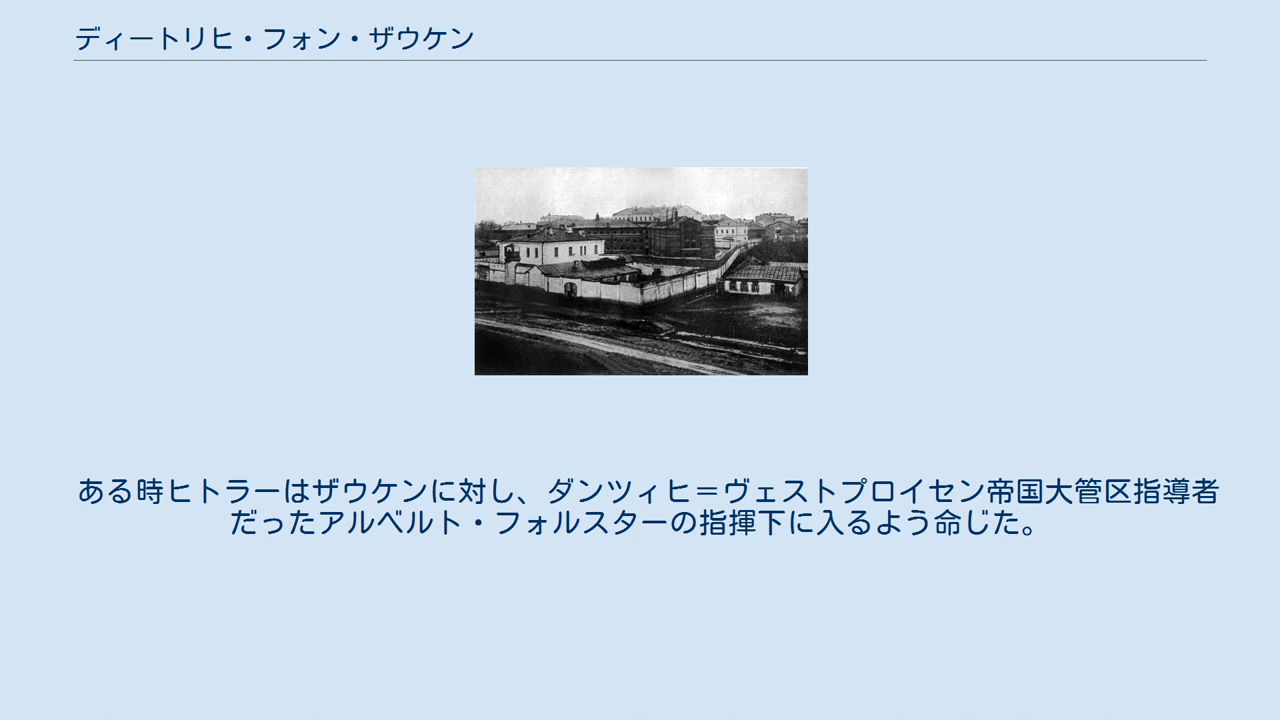 ディートリヒ・フォン・ザウケン
ある時ヒトラーはザウケンに対し、ダンツィヒ＝ヴェストプロイセン帝国大管区指導者
だったアルベルト・フォルスターの指揮下に入るよう命じた。